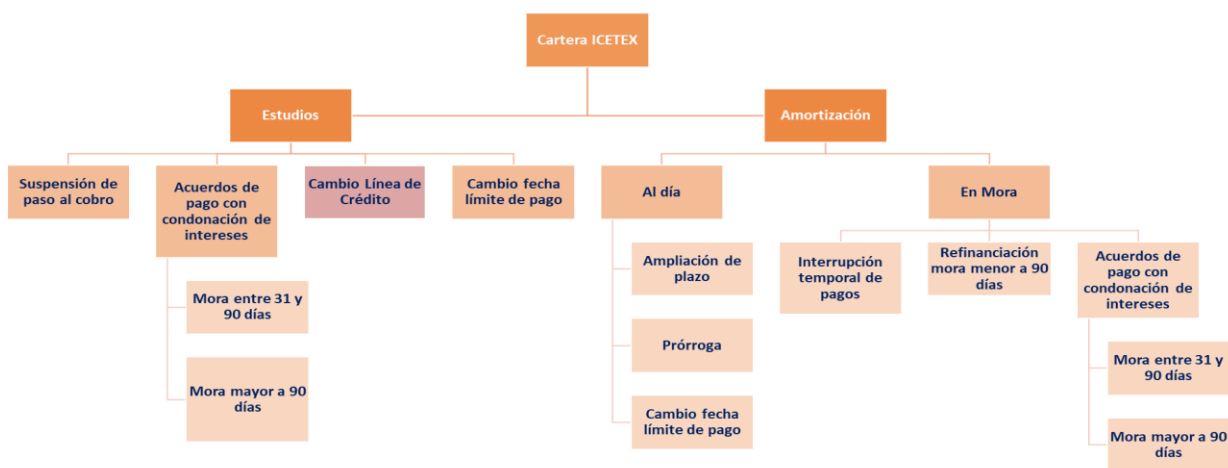 Cartera ICETEX
Estudios
Amortización
Suspensión de
paso al cobro
Acuerdos de
pago con
condonación de
intereses
Cambio Línea de
Crédito
Cambio fecha
límite de pago
Al día
En Mora
Mora entre 31 y
90 días
Mora mayor a 90
días
Ampliación de
plazo
Prórroga
Cambio fecha
límite de pago
Interrupción
temporal de
pagos
Refinanciación
mora menor a 90
días
Acuerdos de
pago con
condonación de
intereses
Mora entre 31 y
90 días
Mora mayor a 90
días